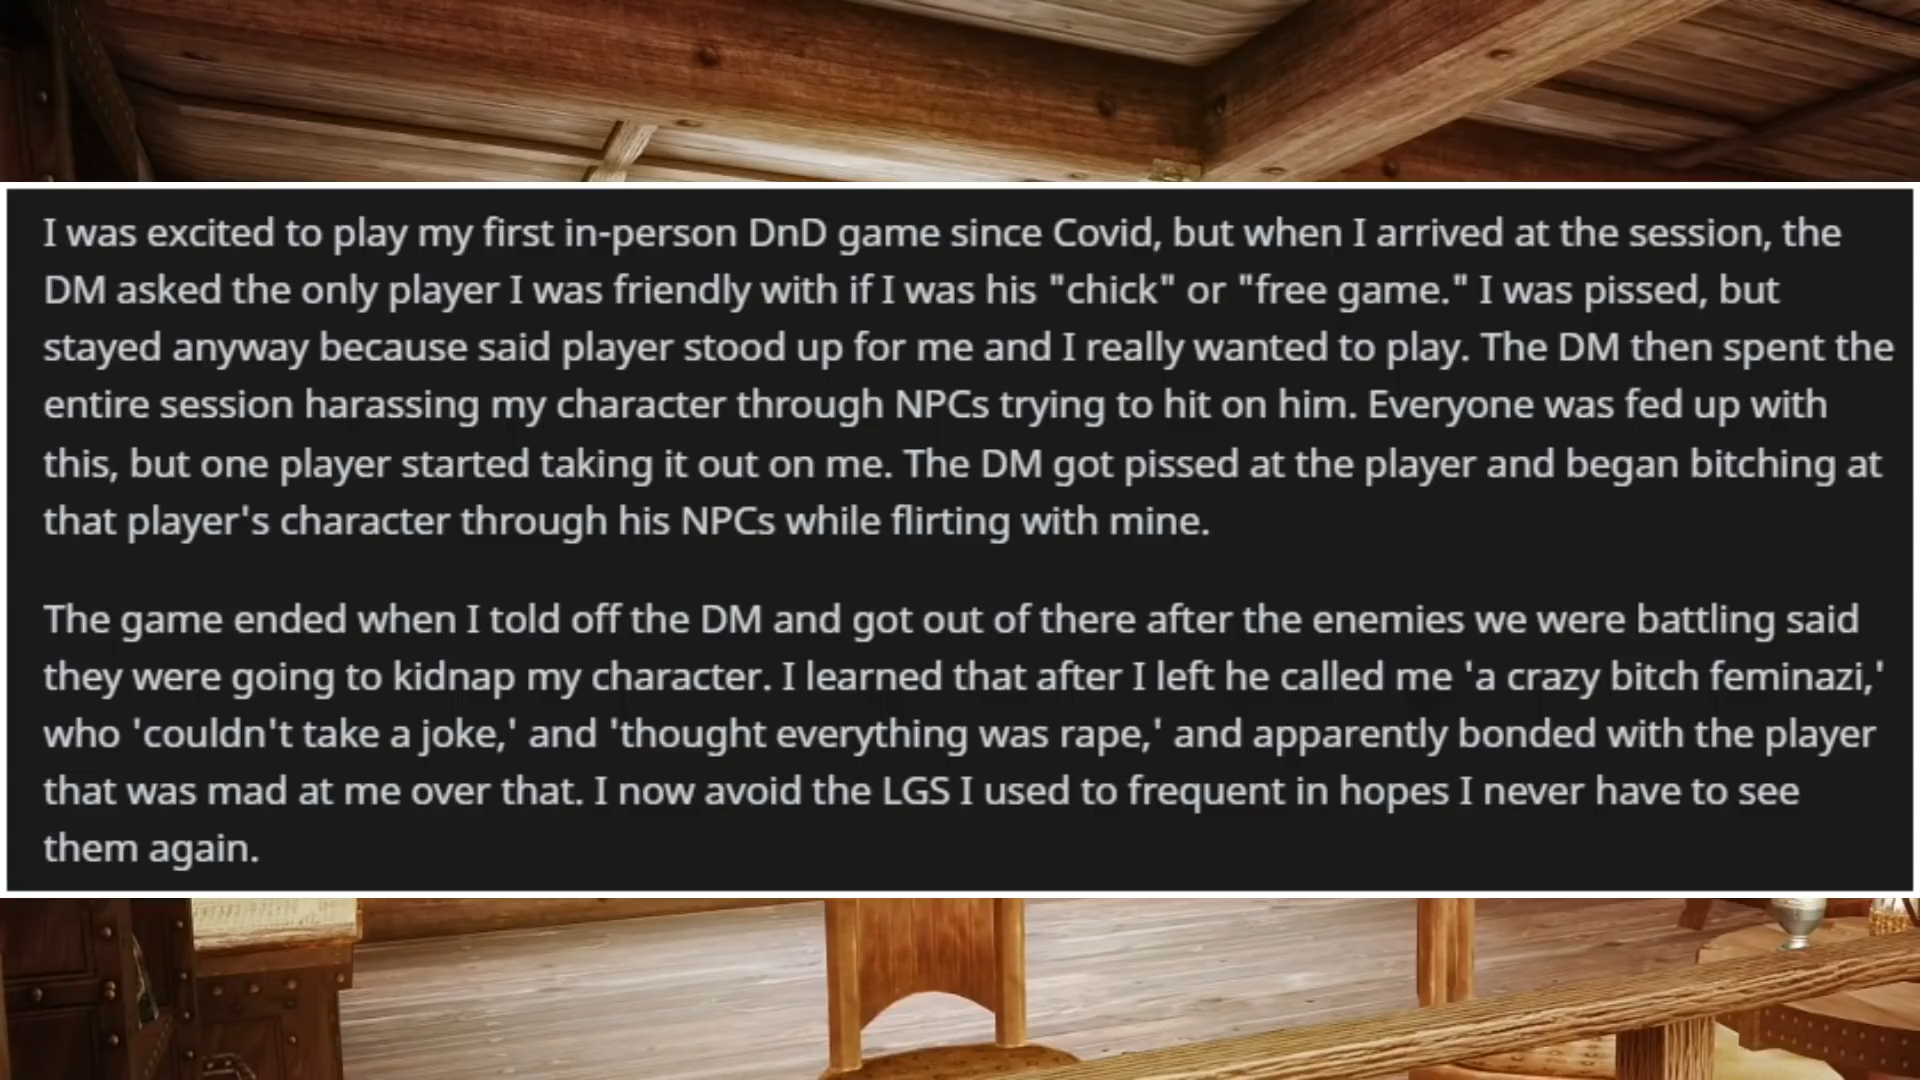 I was excited to play my first in-person DnD game since Covid, but when I arrived at the session, the
DM asked the only player I was friendly with if I was his "chick" or "free game." I was pissed, but
stayed anyway because said player stood up for me and I really wanted to play. The DM then spent the
entire session harassing my character through NPCs trying to hit on him. Everyone was fed up with
this, but one player started taking it out on me. The DM got pissed at the player and began bitching at
that player's character through his NPCs while flirting with mine.
The game ended when I told off the DM and got out of there after the enemies we were battling said
they were going to kidnap my character. I learned that after I left he called me 'a crazy bitch feminazi,'
who 'couldn't take a joke,' and 'thought everything was rape,' and apparently bonded with the player
that was mad at me over that. I now avoid the LGS I used to frequent in hopes I never have to see
them again.